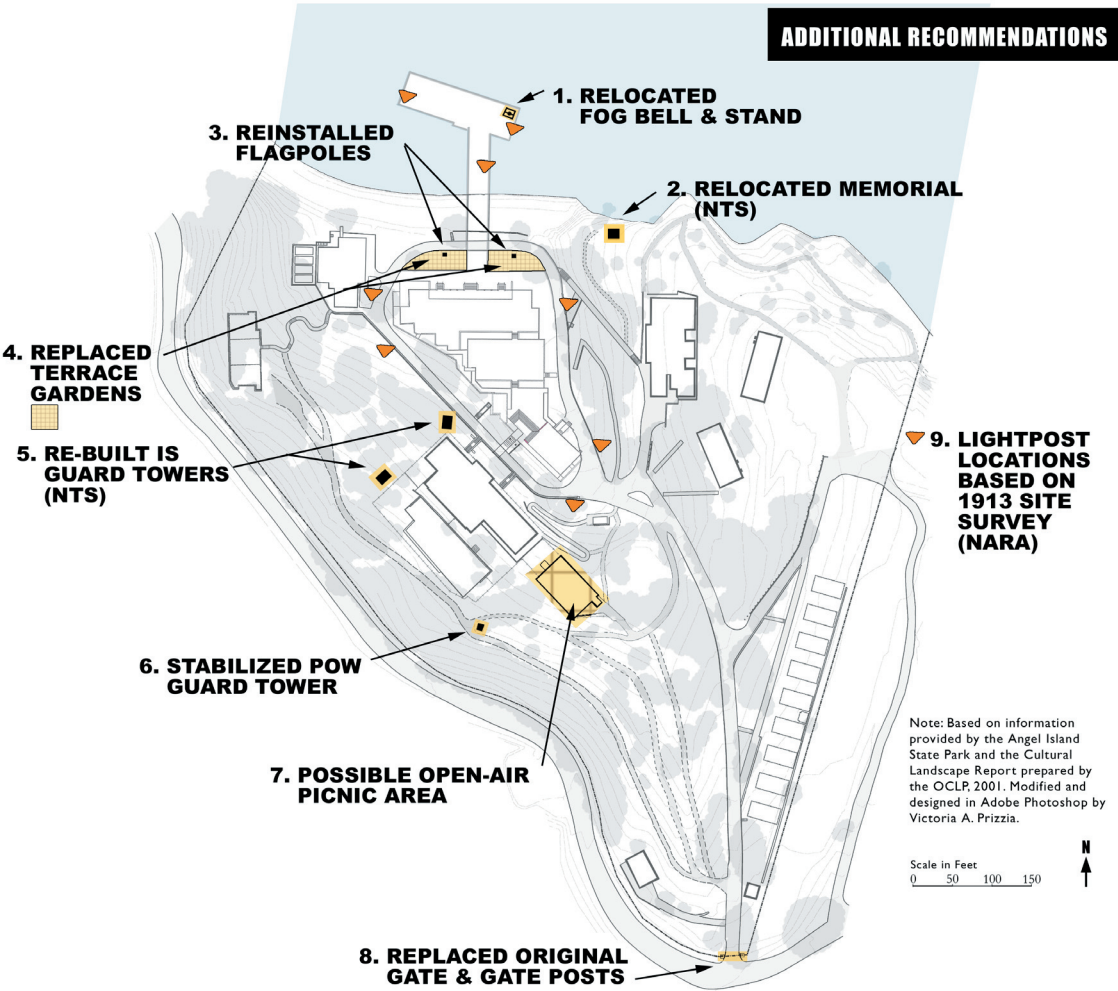 ADDITIONAL RECOMMENDATIONS
1. RELOCATED
FOG BELL & STAND
3. REINSTALLED
FLAGPOLES
2. RELOCATED MEMORIAL
(NTS)
4. REPLACED
TERRACE
GARDENS
5. RE-BUILT IS
GUARD TOWERS
(NTS)
9. LIGHTPOST
LOCATIONS
BASED ON
1913 SITE
SURVEY
(NARA)
6. STABILIZED POW
GUARD TOWER
7. POSSIBLE OPEN-AIR
PICNIC AREA
Note: Based on information
provided by the Angel Island
State Park and the Cultural
Landscape Report prepared by
the OCLP, 2001. Modified and
designed in Adobe Photoshop by
Victoria A. Prizzia.
N
Scale in Feet
0 50 100 150
8. REPLACED ORIGINAL
GATE & GATE POSTS